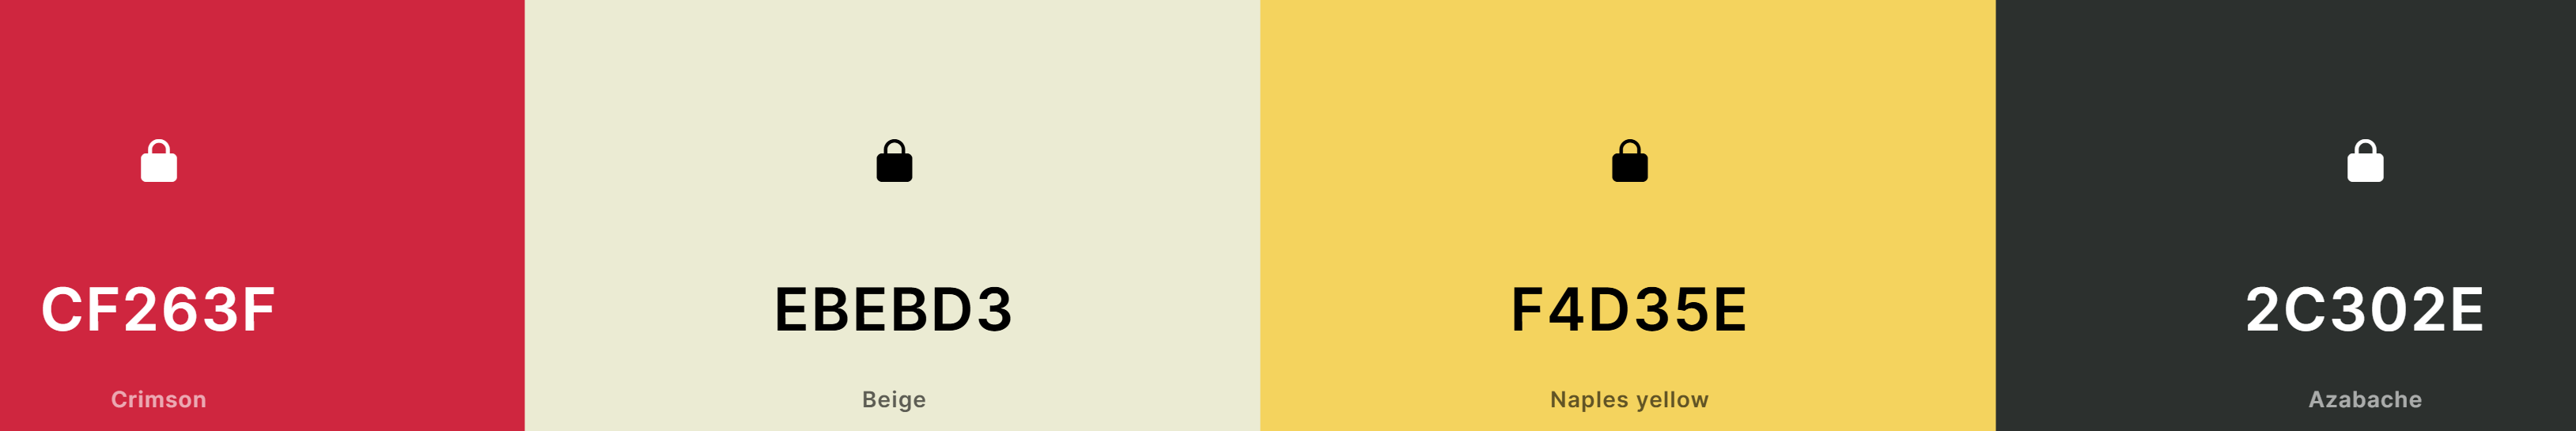 CF263F
Crimson
EBEBD3
Beige
F4D35E
Naples yellow
2C302E
Azabache